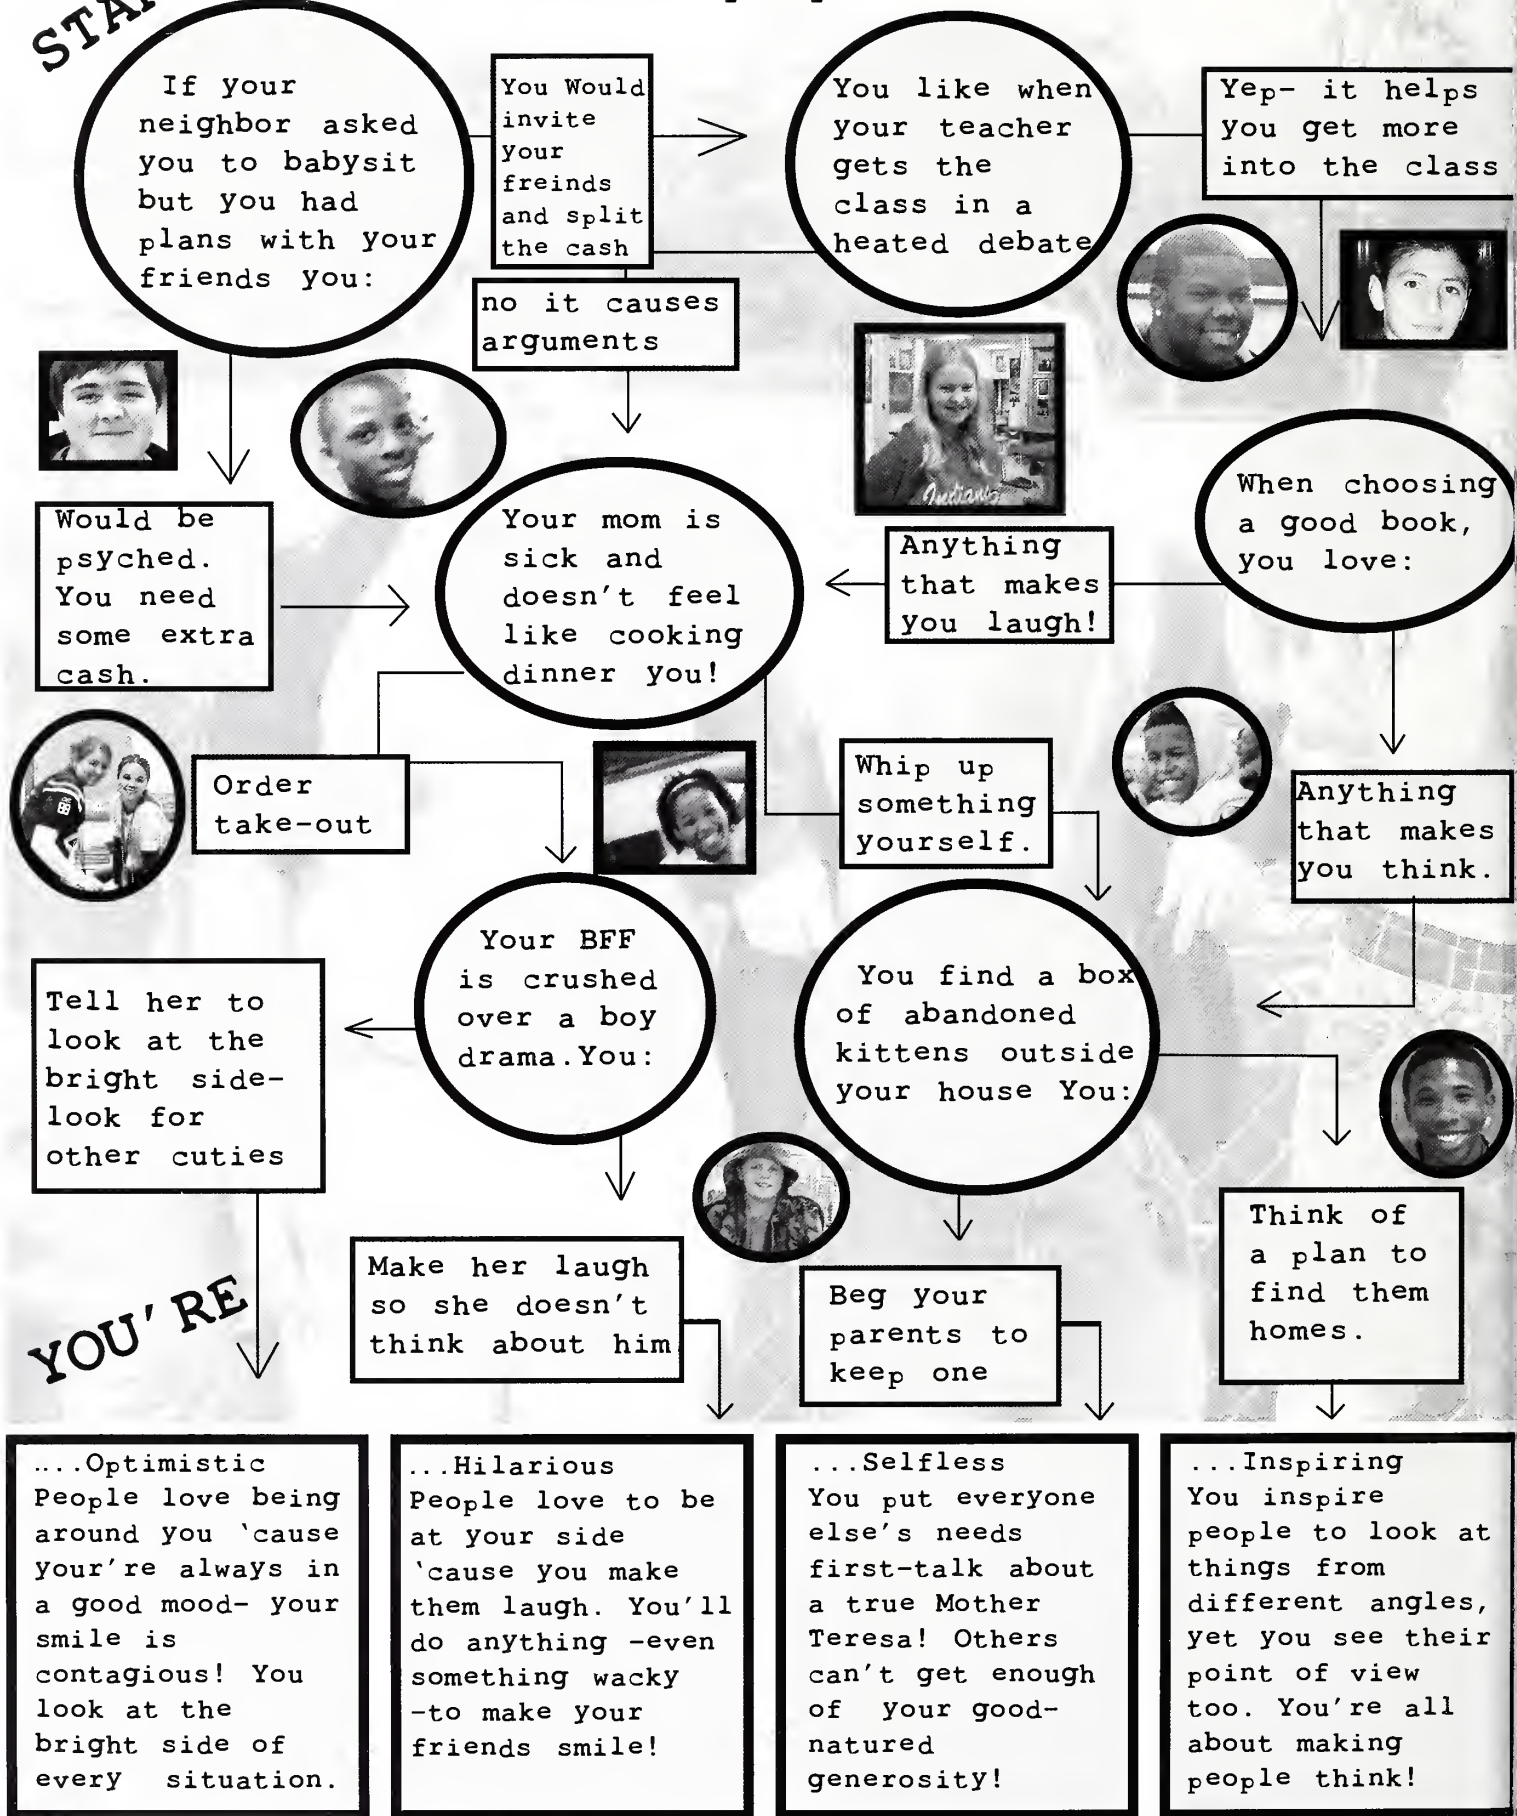 If your
neighbor asked
you to babysit
but you had
plans with your
friends you:
You Would
invite
your
freinds
and split
the cash
You like when
your teacher
gets the
class in a
heated debate
Yep- it helps
you get more
into the class
no it causes
arguments
Indians
When choosing
a good book,
you love:
Would be
psyched.
You need
some extra
cash.
Your mom is
sick and
doesn't feel
like cooking
dinner you!
Anything
that makes
you laugh!
Order
take-out
Whip up
something
yourself.
Anything
that makes
you think.
Your BFF
is crushed
over a boy
drama.You:
You find a box
of abandoned
kittens outside
your house You:
Tell her to
look at the
bright side-
look for
other cuties
Think of
a plan to
find them
homes.
Make her laugh
so she doesn't
think about him
Beg your
parents to
keep one
YOU'RE
....Optimistic
People love being
around you 'cause
your're always in
a good mood- your
smile is
contagious! You
look at the
bright side of
every situation.
...Hilarious
People love to be
at your side
'cause you make
them laugh. You'll
do anything -even
something wacky
-to make your
friends smile!
...Selfless
You put everyone
else's needs
first-talk about
a true Mother
Teresa! Others
can't get enough
of your good-
natured
generosity!
...Inspiring
You inspire
people to look at
things from
different angles,
yet you see their
point of view
too. You're all
about making
people think!